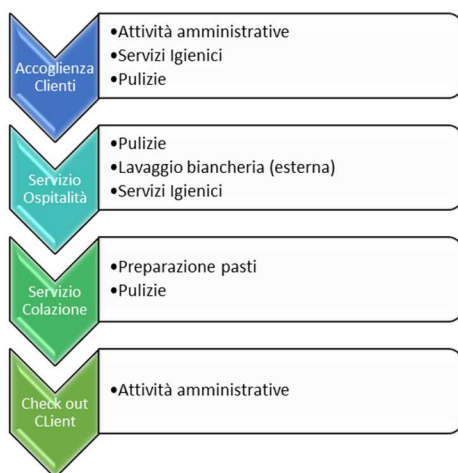 Accoglienza
Clienti
•Attività amministrative
•Servizi Igienici
•Pulizie
Servizio
Ospitalità
•Pulizie
•Lavaggio biancheria (esterna)
•Servizi Igienici
Servizio
Colazione
•Preparazione pasti
•Pulizie
Check out
CLient
•Attività amministrative